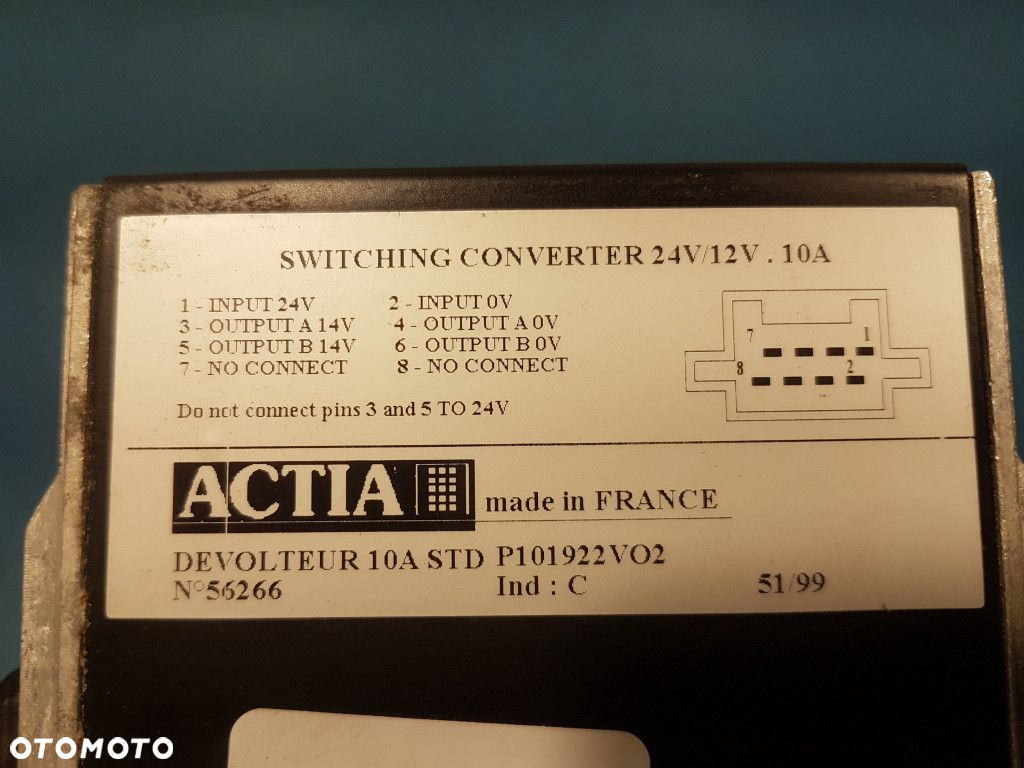 SWITCHING CONVERTER 24V/12V . 10A
1 - INPUT 24V 2 - INPUT 0V
3 - OUTPUT A 14V 4 - OUTPUT A 0V
5 - OUTPUT B 14V 6 - OUTPUT B 0V
7 - NO CONNECT 8 - NO CONNECT
Do not connect pins 3 and 5 TO 24V
7 1
8 2
ACTIA made in FRANCE
DEVOLTEUR 10A STD P101922VO2
N°56266 Ind : C 51/99
OTOMOTO